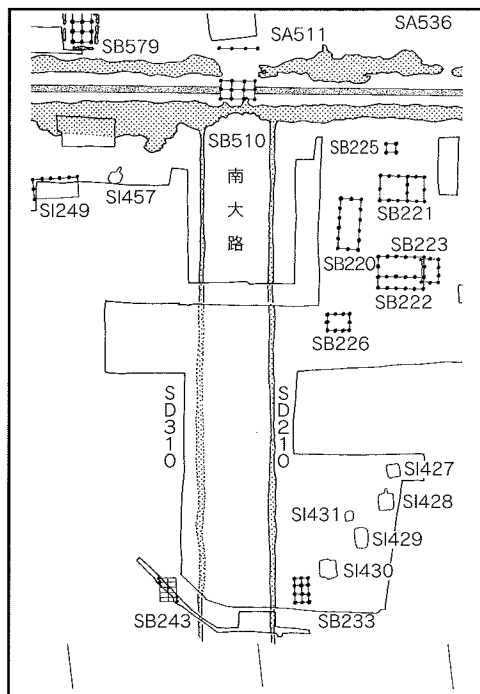 SA536
SA511
SB579
SB510
SB225
SI457
SI249
SB221
南大路
SB220
SB223
SB222
SB226
SD310
SD210
SI427
SI428
SI431
SI429
SI430
SB243
SB233